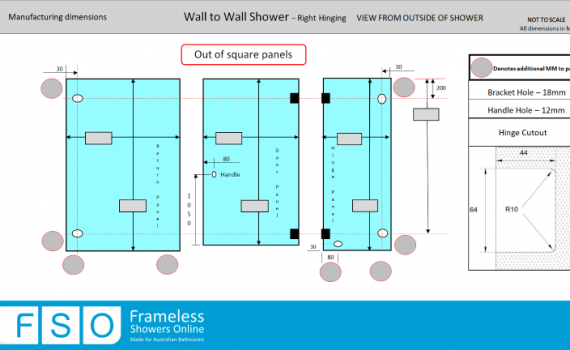 Manufacturing dimensions
Wall to Wall Shower – Right Hinging VIEW FROM OUTSIDE OF SHOWER
NOT TO SCALE
All dimensions in M
Out of square panels
30
30
200
Denotes additional MM to p
Bracket Hole – 18mm
Handle Hole – 12mm
Hinge Cutout
44
64
R10
Return Panel
Door Panel
Hinge Panel
80
Handle
1050
30
80
FSO
Frameless
Showers Online
Made for Australian Bathrooms